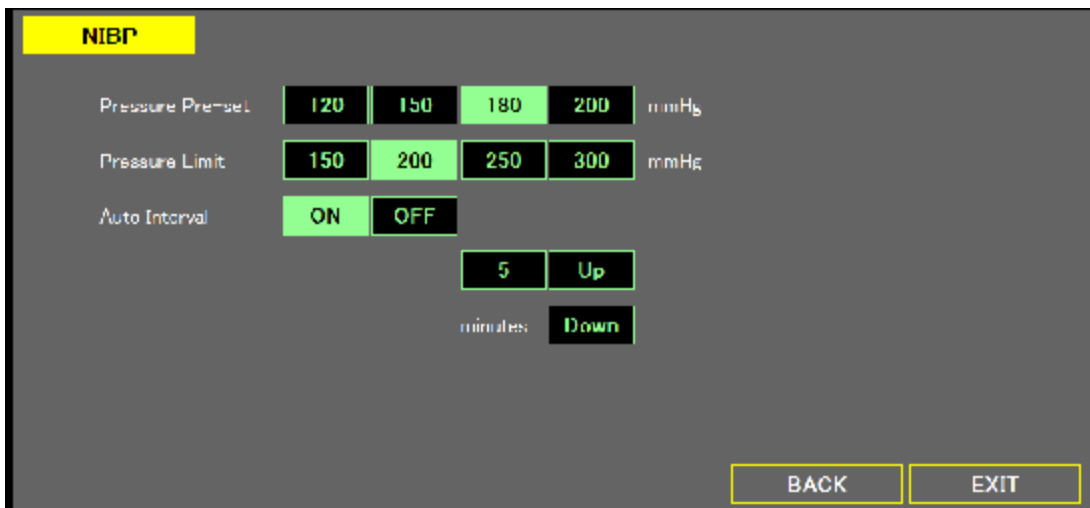 NIBP
Pressure Pre-set 120 150 180 200 mmHg
Pressure Limit 150 200 250 300 mmHg
Auto Interval ON OFF
5 Up
minutes Down
BACK EXIT